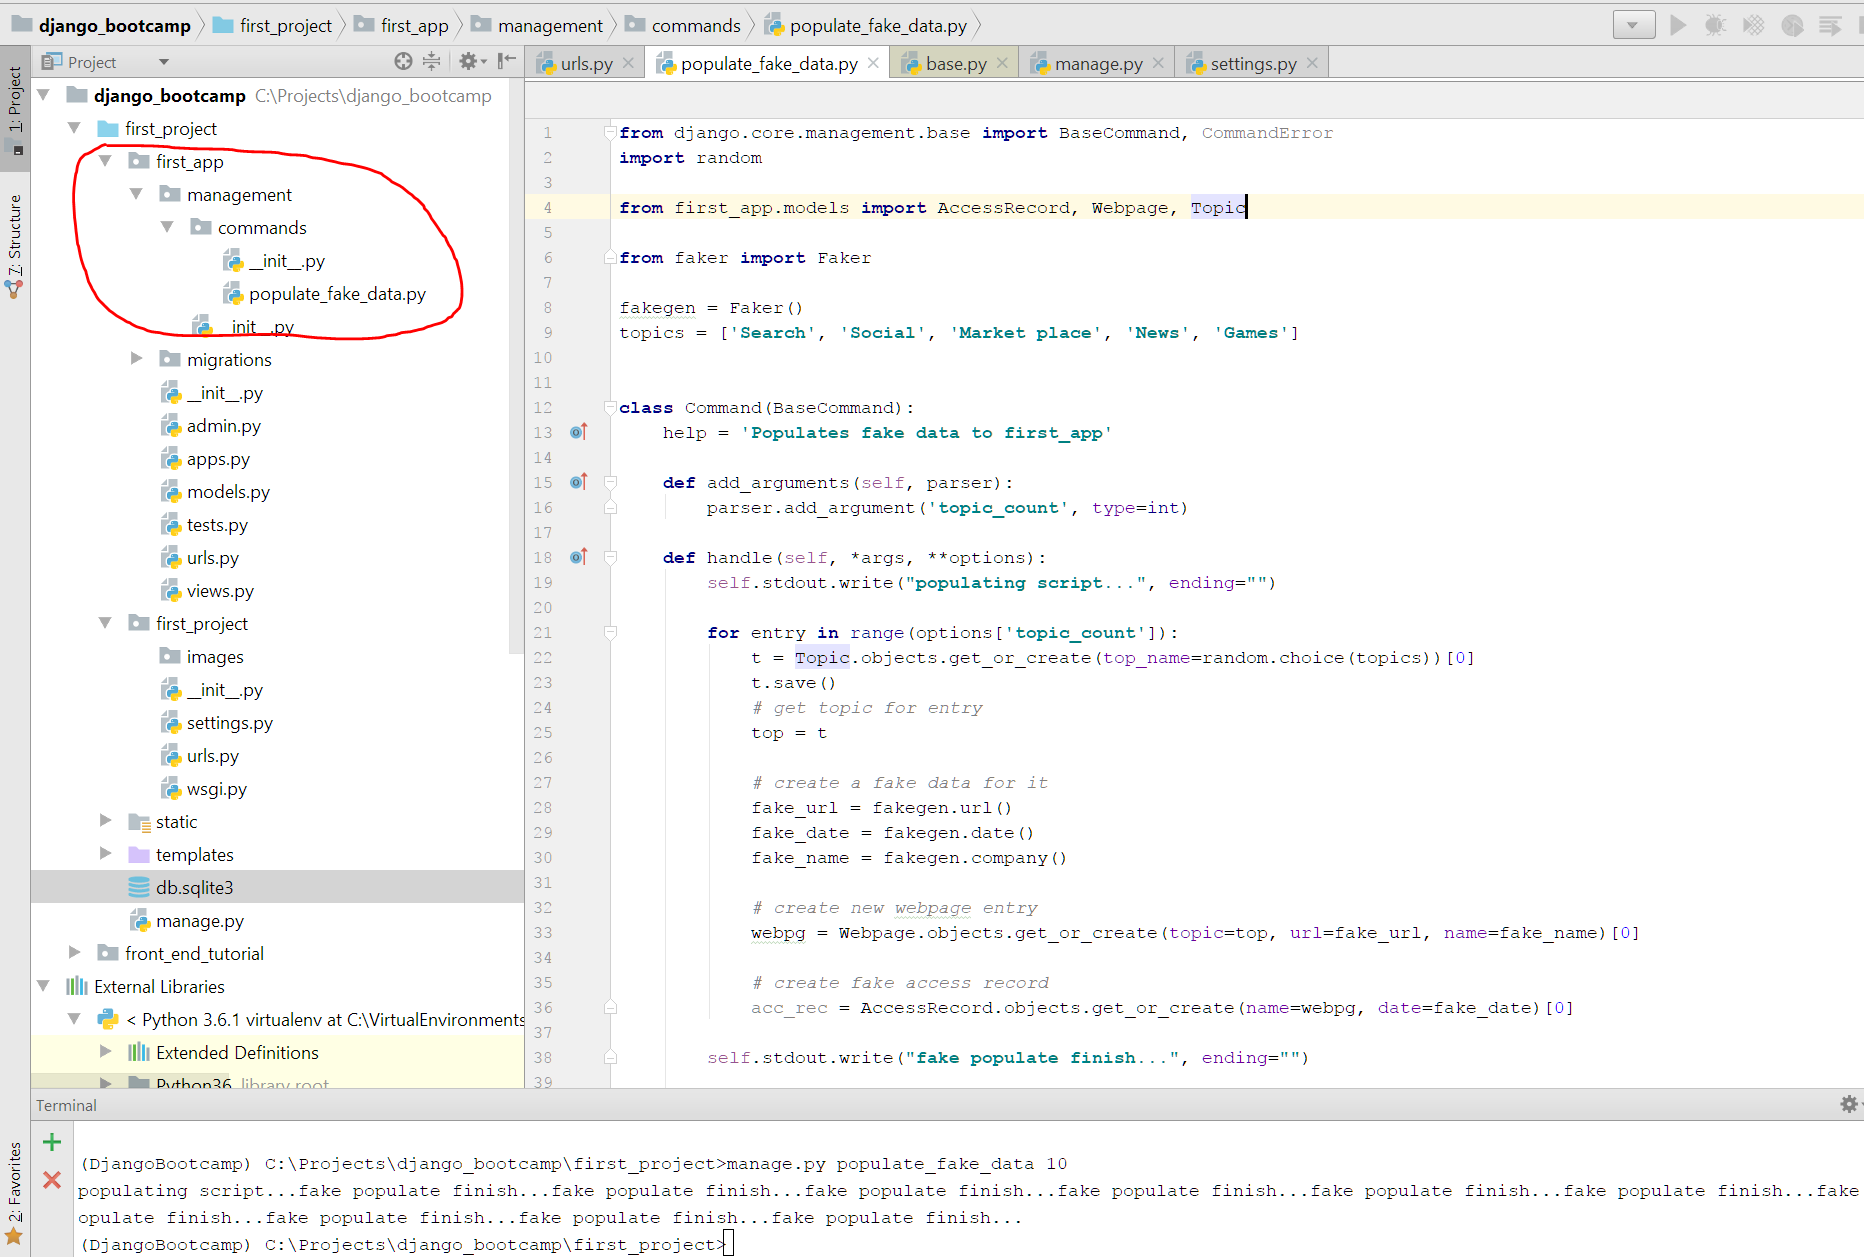 django_bootcamp first_project first_app management commands populate_fake_data.py
1: Project
7: Structure
2: Favorites
Project
django_bootcamp C:\Projects\django_bootcamp
first_project
first_app
management
commands
__init__.py
populate_fake_data.py
__init__.py
migrations
__init__.py
admin.py
apps.py
models.py
tests.py
urls.py
views.py
first_project
images
__init__.py
settings.py
urls.py
wsgi.py
static
templates
db.sqlite3
manage.py
front_end_tutorial
External Libraries
< Python 3.6.1 virtualenv at C:\VirtualEnvironments
Extended Definitions
Python36 library root
urls.py populate_fake_data.py base.py manage.py settings.py
1 from django.core.management.base import BaseCommand, CommandError
2 import random
3
4 from first_app.models import AccessRecord, Webpage, Topic
5
6 from faker import Faker
7
8 fakegen = Faker()
9 topics = ['Search', 'Social', 'Market place', 'News', 'Games']
10
11
12 class Command(BaseCommand):
13 help = 'Populates fake data to first_app'
14
15 def add_arguments(self, parser):
16 parser.add_argument('topic_count', type=int)
17
18 def handle(self, *args, **options):
19 self.stdout.write("populating script...", ending="")
20
21 for entry in range(options['topic_count']):
22 t = Topic.objects.get_or_create(top_name=random.choice(topics))[0]
23 t.save()
24 # get topic for entry
25 top = t
26
27 # create a fake data for it
28 fake_url = fakegen.url()
29 fake_date = fakegen.date()
30 fake_name = fakegen.company()
31
32 # create new webpage entry
33 webpg = Webpage.objects.get_or_create(topic=top, url=fake_url, name=fake_name)[0]
34
35 # create fake access record
36 acc_rec = AccessRecord.objects.get_or_create(name=webpg, date=fake_date)[0]
37
38 self.stdout.write("fake populate finish...", ending="")
39
Terminal
(DjangoBootcamp) C:\Projects\django_bootcamp\first_project>manage.py populate_fake_data 10
populating script...fake populate finish...fake populate finish...fake populate finish...fake populate finish...fake populate finish...fake populate finish...fake
opulate finish...fake populate finish...fake populate finish...fake populate finish...
(DjangoBootcamp) C:\Projects\django_bootcamp\first_project>